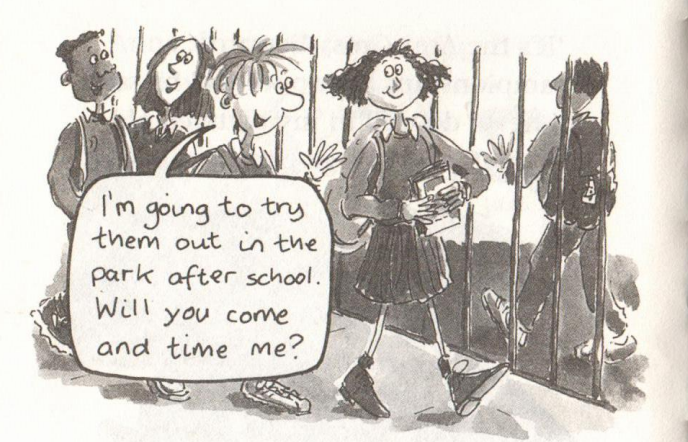 I'm going to try
them out in the
park after school.
Will you come
and time me?